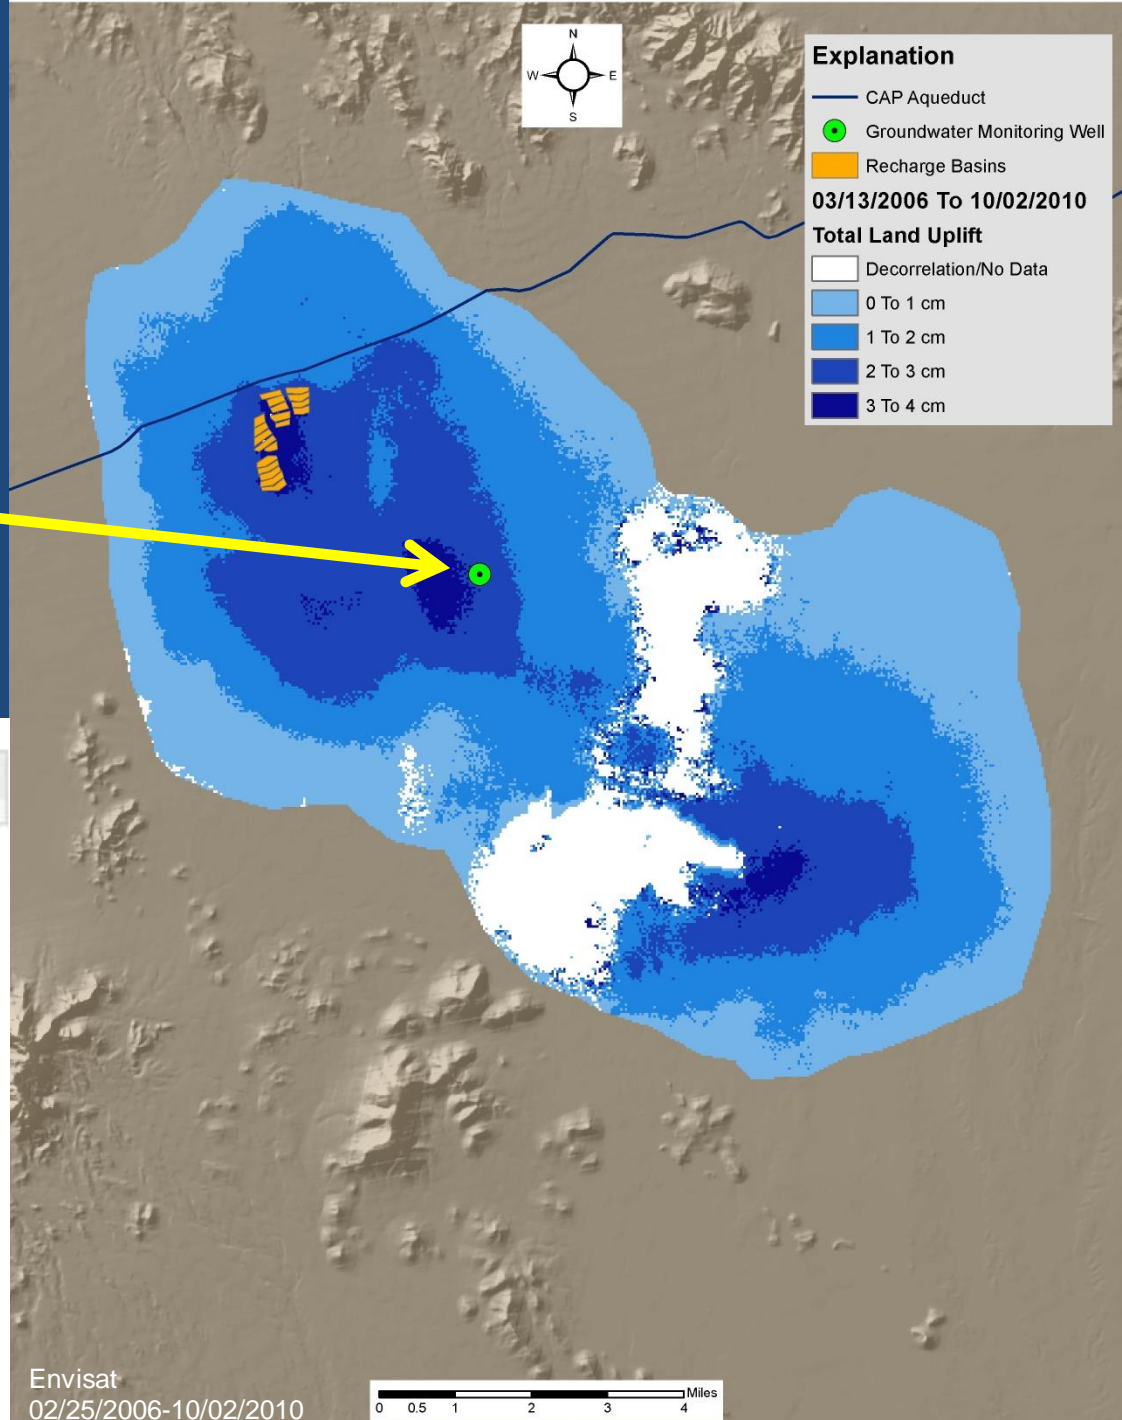 N
W E
S
Explanation
CAP Aqueduct
Groundwater Monitoring Well
Recharge Basins
03/13/2006 To 10/02/2010
Total Land Uplift
Decorrelation/No Data
0 To 1 cm
1 To 2 cm
2 To 3 cm
3 To 4 cm
Envisat
02/25/2006-10/02/2010
Miles
0 0.5 1 2 3 4